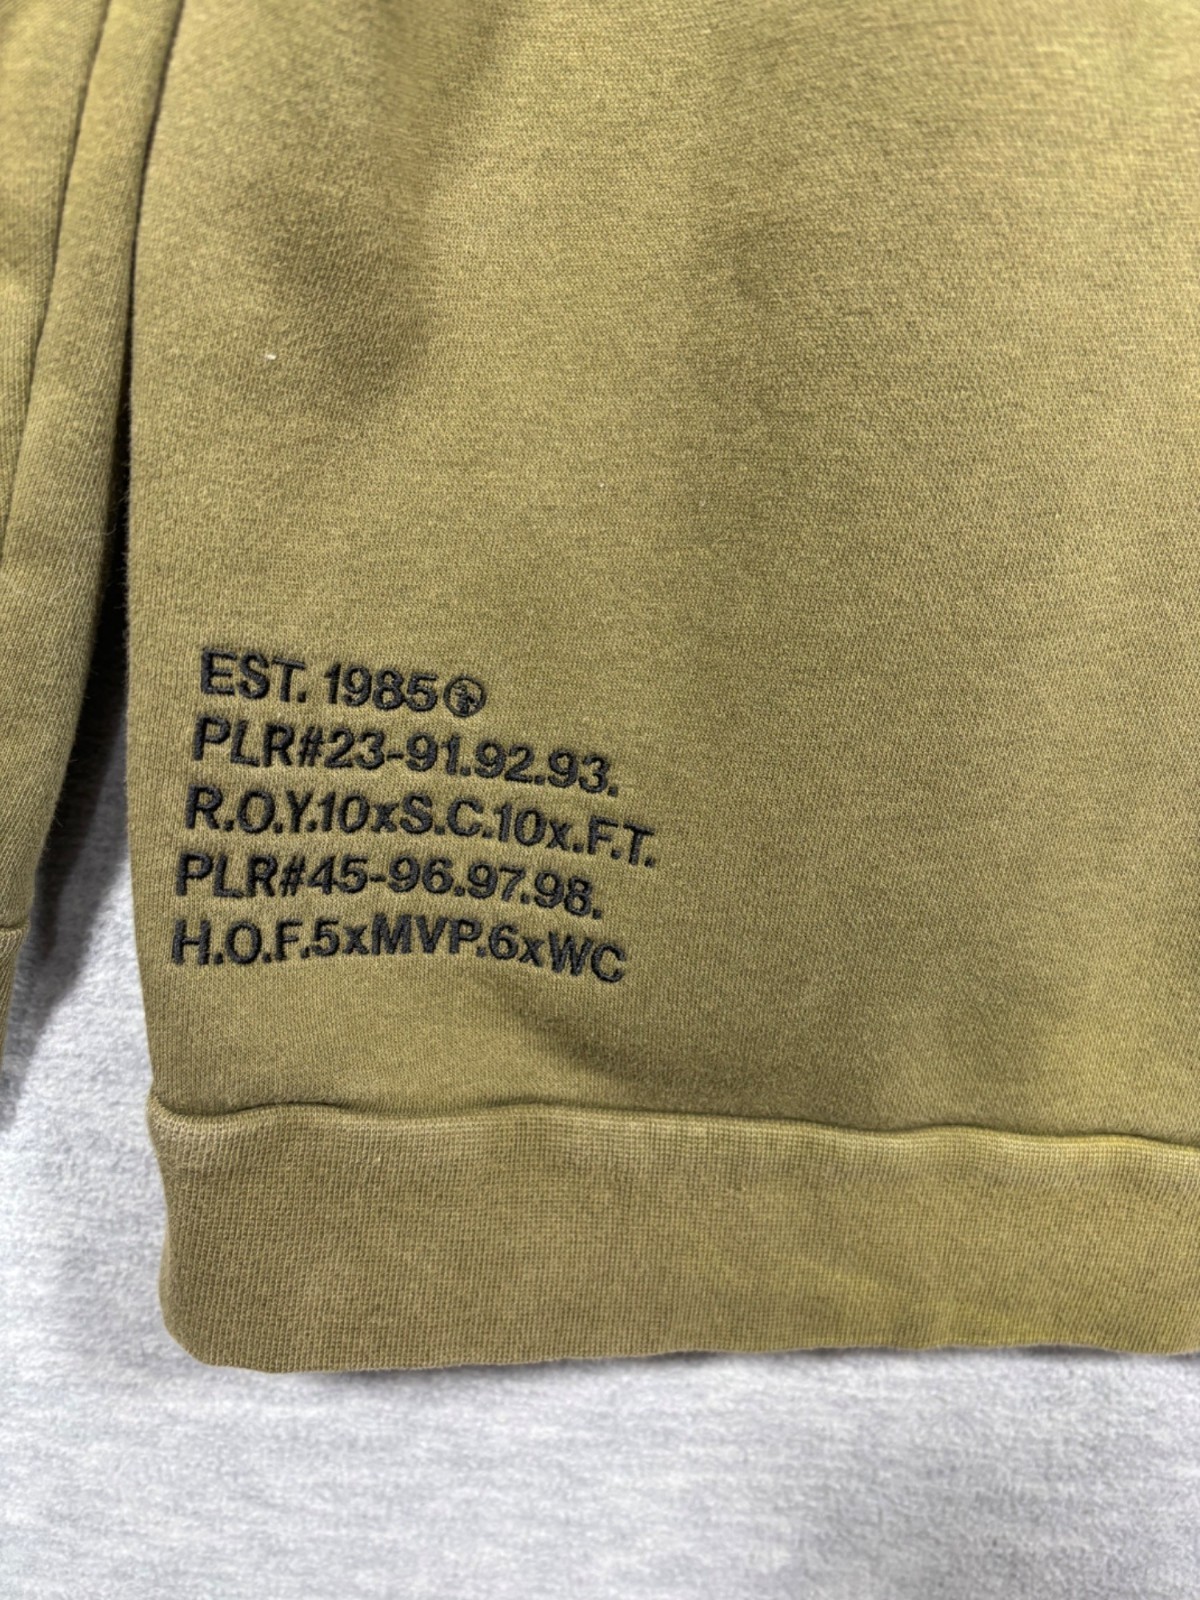 EST. 1985
PLR#23-91.92.93.
R.O.Y.10xS.C.10x.F.T.
PLR#45-96.97.98.
H.O.F.5xMVP.6xWC